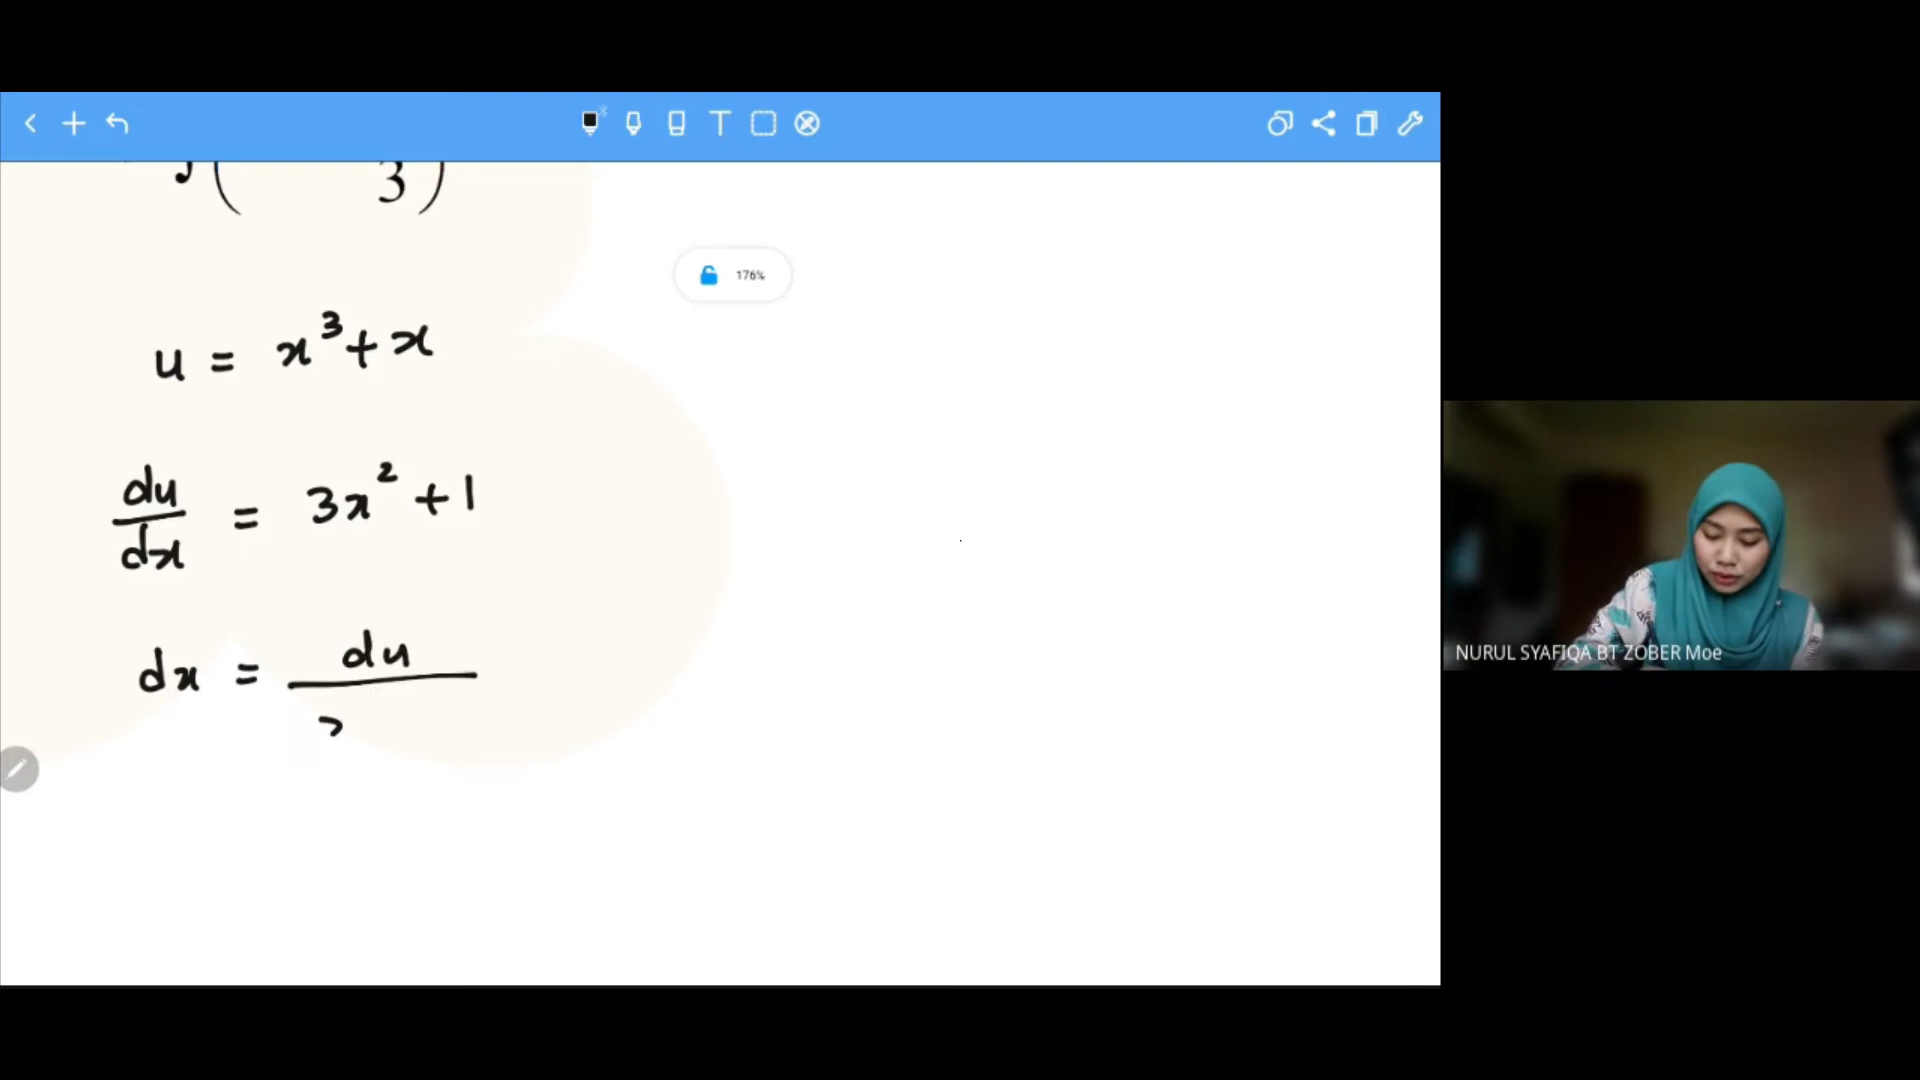 ∫( 3 )
176%
u = x³ + x
du/dx = 3x² + 1
dx = du/
NURUL SYAFIQA BT ZOBER Moe